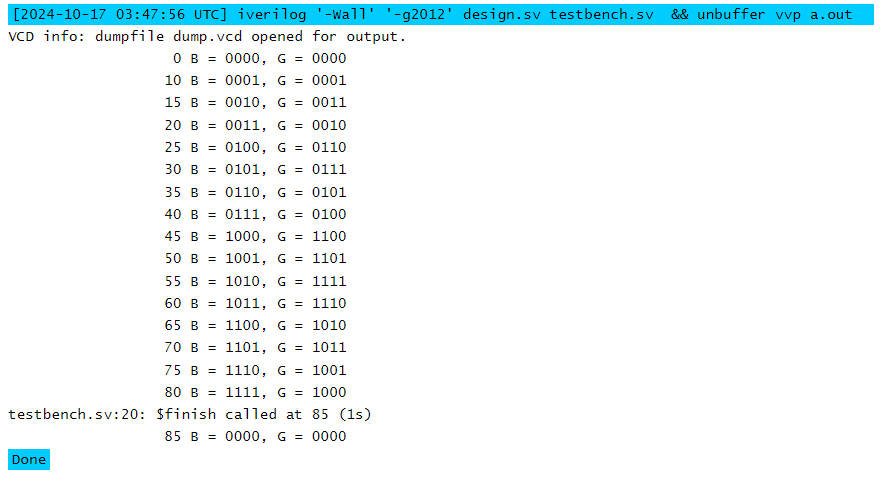 [2024-10-17 03:47:56 UTC] iverilog '-Wall' '-g2012' design.sv testbench.sv  && unbuffer vvp a.out
VCD info: dumpfile dump.vcd opened for output.
0 B = 0000, G = 0000
10 B = 0001, G = 0001
15 B = 0010, G = 0011
20 B = 0011, G = 0010
25 B = 0100, G = 0110
30 B = 0101, G = 0111
35 B = 0110, G = 0101
40 B = 0111, G = 0100
45 B = 1000, G = 1100
50 B = 1001, G = 1101
55 B = 1010, G = 1111
60 B = 1011, G = 1110
65 B = 1100, G = 1010
70 B = 1101, G = 1011
75 B = 1110, G = 1001
80 B = 1111, G = 1000
testbench.sv:20: $finish called at 85 (1s)
85 B = 0000, G = 0000
Done